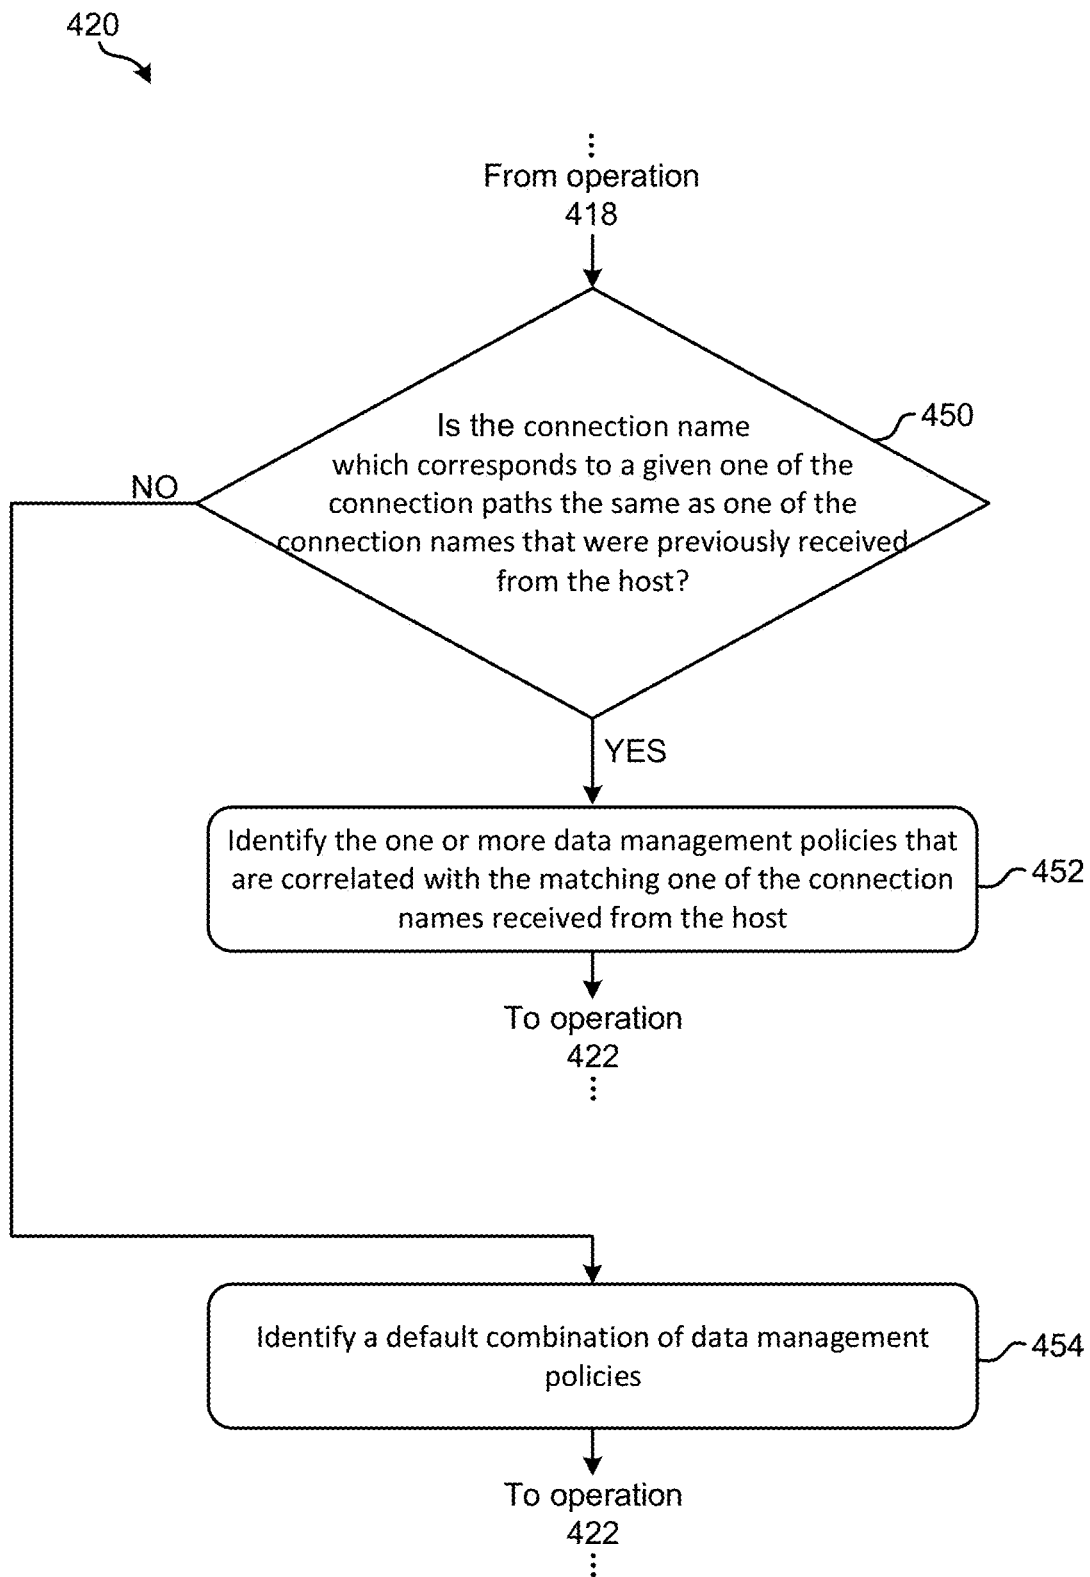 420
From operation
418
Is the connection name
which corresponds to a given one of the
connection paths the same as one of the
connection names that were previously received
from the host?
450
NO
YES
Identify the one or more data management policies that
are correlated with the matching one of the connection
names received from the host
452
To operation
422
Identify a default combination of data management
policies
454
To operation
422